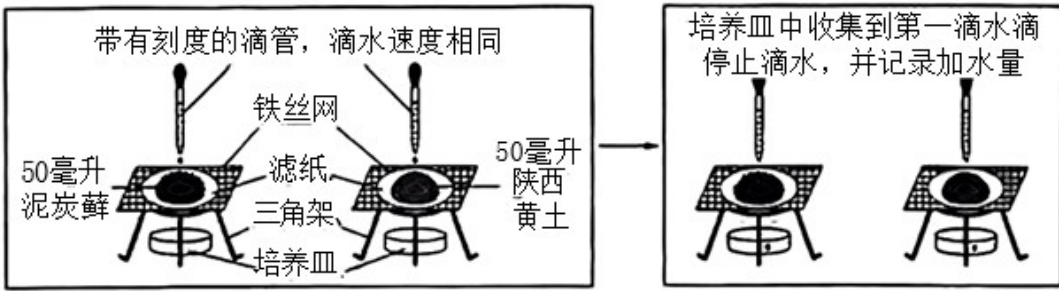 带有刻度的滴管，滴水速度相同
铁丝网
50毫升
泥炭藓
滤纸
50毫升
陕西
黄土
三角架
培养皿
培养皿中收集到第一滴水滴
停止滴水，并记录加水量